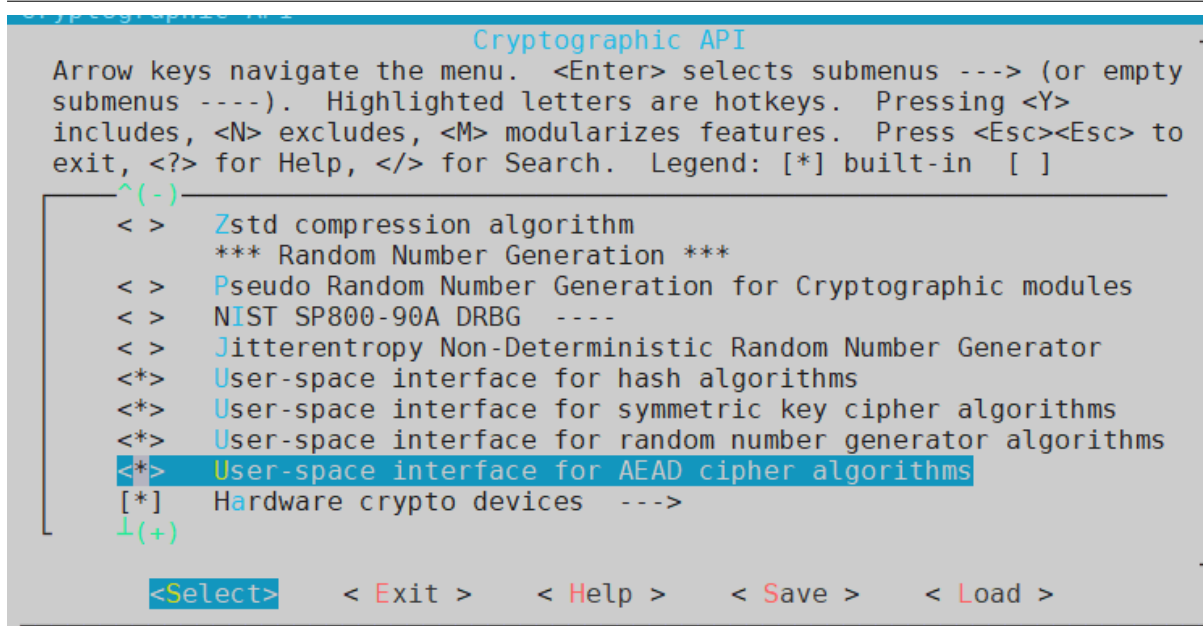 Cryptographic API
Cryptographic API
Arrow keys navigate the menu.  <Enter> selects submenus ---> (or empty
submenus ----).  Highlighted letters are hotkeys.  Pressing <Y>
includes, <N> excludes, <M> modularizes features.  Press <Esc><Esc> to
exit, <?> for Help, </> for Search.  Legend: [*] built-in  [ ]
^(-)
< >   Zstd compression algorithm
*** Random Number Generation ***
< >   Pseudo Random Number Generation for Cryptographic modules
< >   NIST SP800-90A DRBG  ----
< >   Jitterentropy Non-Deterministic Random Number Generator
<*>   User-space interface for hash algorithms
<*>   User-space interface for symmetric key cipher algorithms
<*>   User-space interface for random number generator algorithms
<*>   User-space interface for AEAD cipher algorithms
[*]   Hardware crypto devices  --->
┴(+)
<Select>    < Exit >    < Help >    < Save >    < Load >